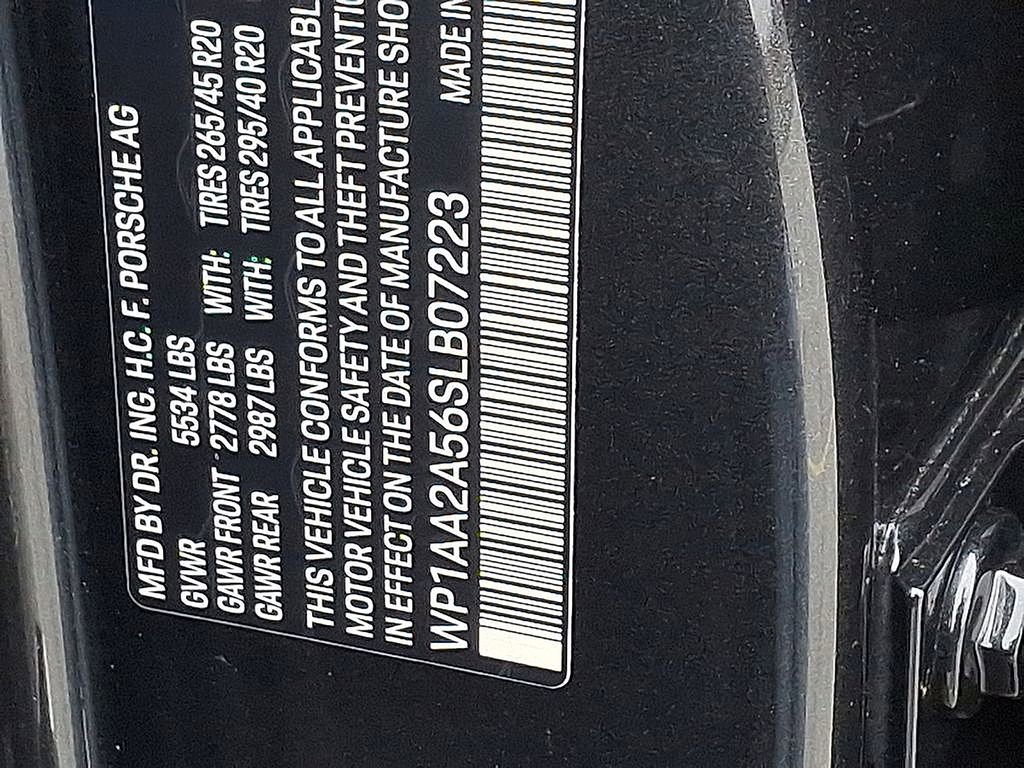 MFD BY DR. ING. H.C. F. PORSCHE AG
GVWR 5534 LBS
GAWR FRONT 2778 LBS WITH: TIRES 265/45 R20
GAWR REAR 2987 LBS WITH: TIRES 295/40 R20
THIS VEHICLE CONFORMS TO ALL APPLICABL
MOTOR VEHICLE SAFETY AND THEFT PREVENTIO
IN EFFECT ON THE DATE OF MANUFACTURE SHO
WP1AA2A56SLB07223 MADE IN